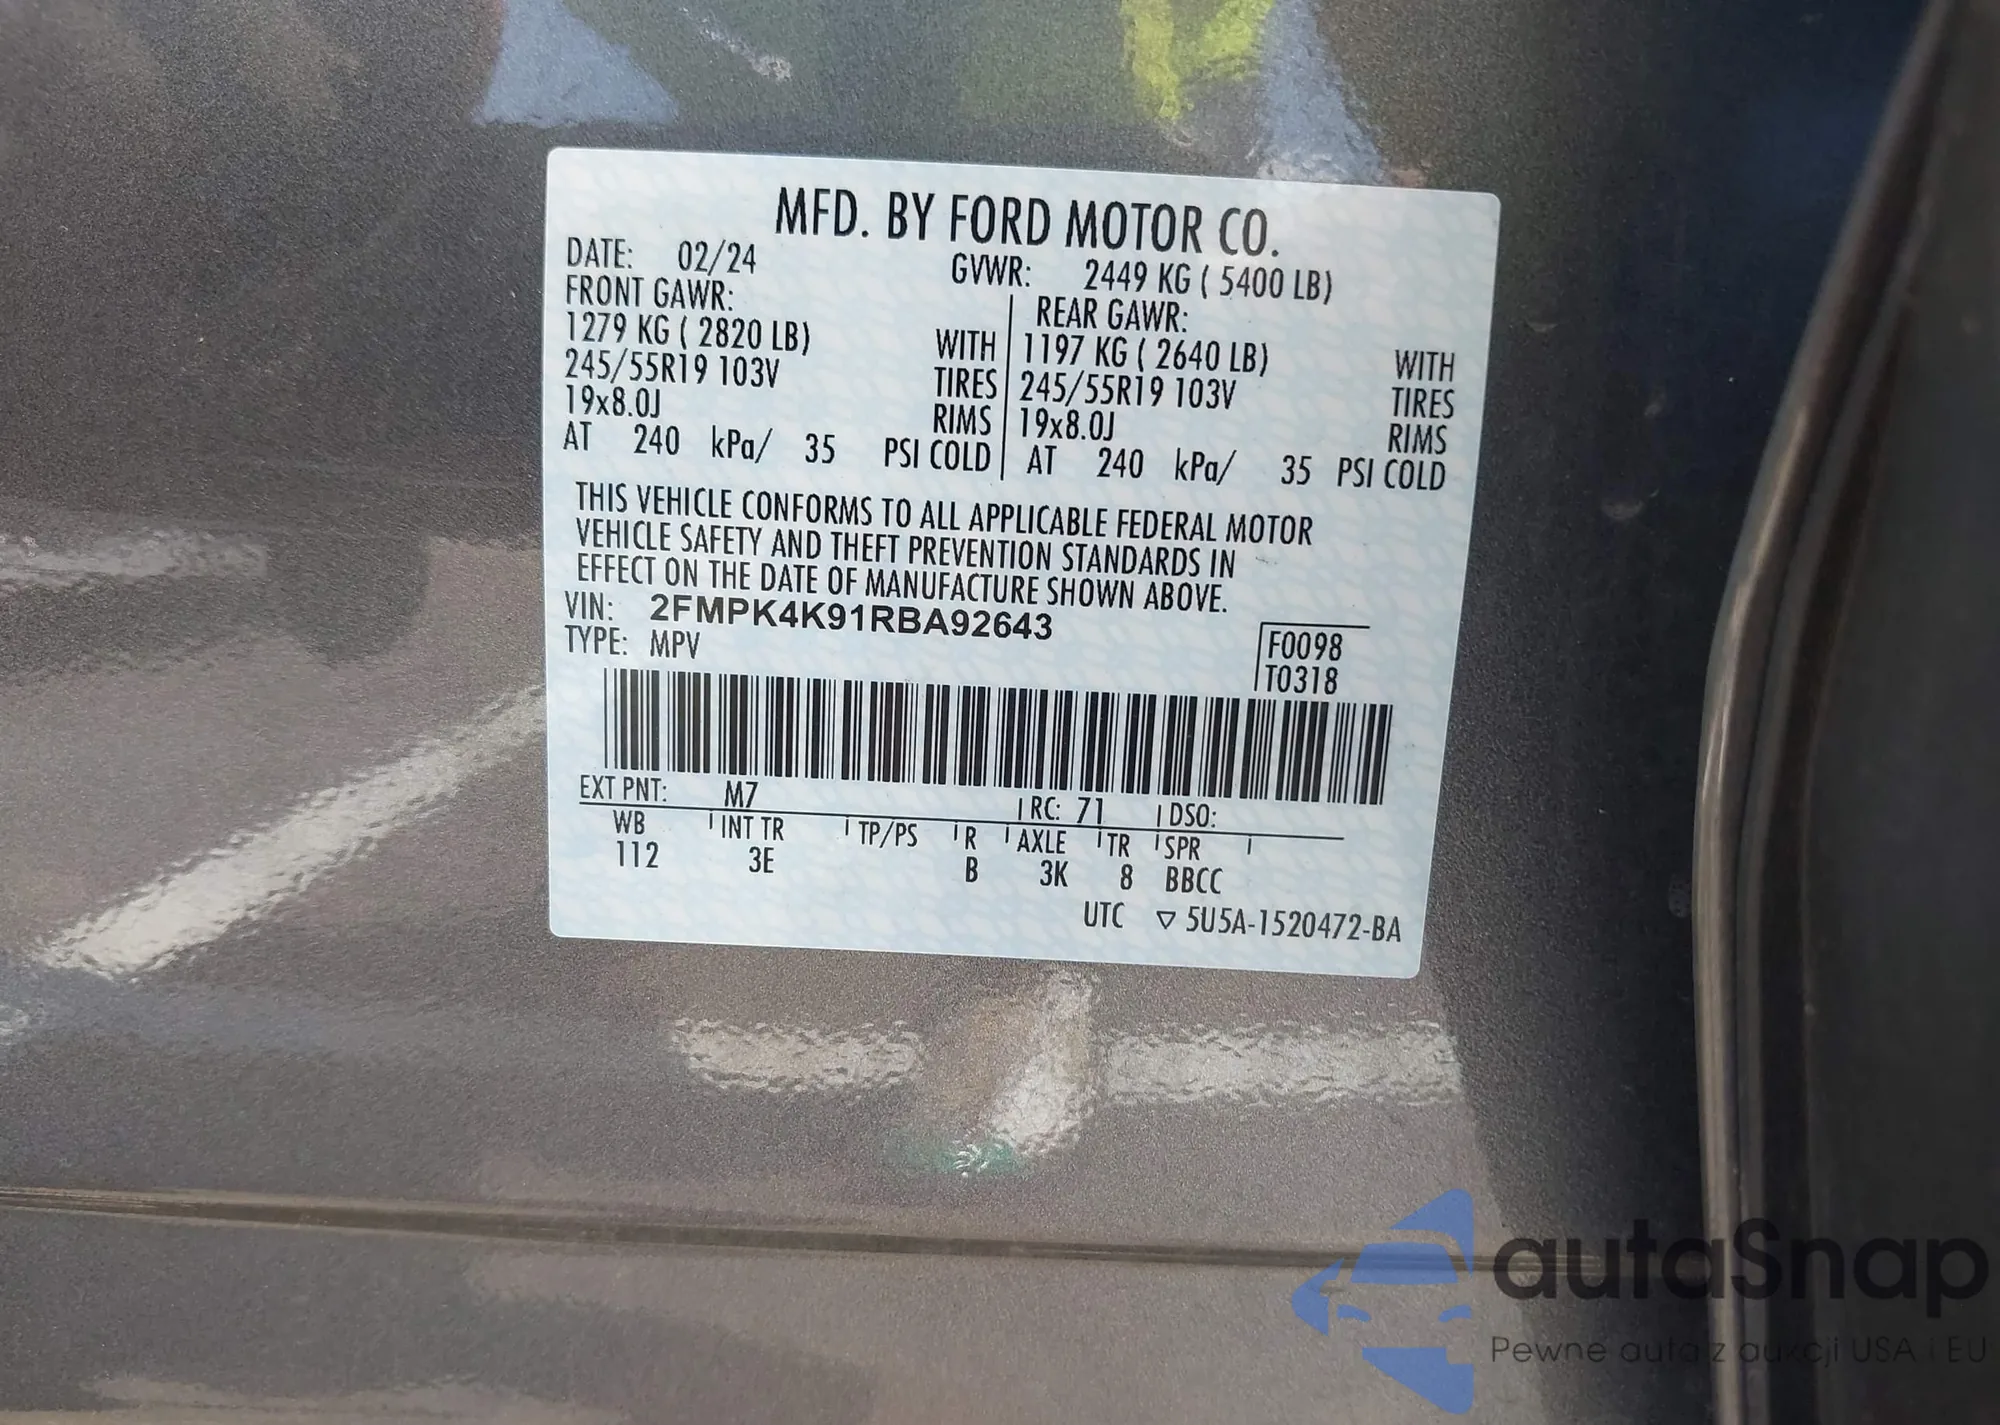 MFD. BY FORD MOTOR CO.
DATE: 02/24 GVWR: 2449 KG ( 5400 LB)
FRONT GAWR: REAR GAWR:
1279 KG ( 2820 LB) WITH 1197 KG ( 2640 LB) WITH
245/55R19 103V TIRES 245/55R19 103V TIRES
19x8.0J RIMS 19x8.0J RIMS
AT 240 kPa/ 35 PSI COLD AT 240 kPa/ 35 PSI COLD
THIS VEHICLE CONFORMS TO ALL APPLICABLE FEDERAL MOTOR
VEHICLE SAFETY AND THEFT PREVENTION STANDARDS IN
EFFECT ON THE DATE OF MANUFACTURE SHOWN ABOVE.
VIN: 2FMPK4K91RBA92643
TYPE: MPV
F0098
T0318
EXT PNT: M7 RC: 71 DSO:
WB INT TR TP/PS R AXLE TR SPR
112 3E B 3K 8 BBCC
UTC ▽ 5U5A-1520472-BA
autaSnap
Pewne auta z aukcji USA i EU